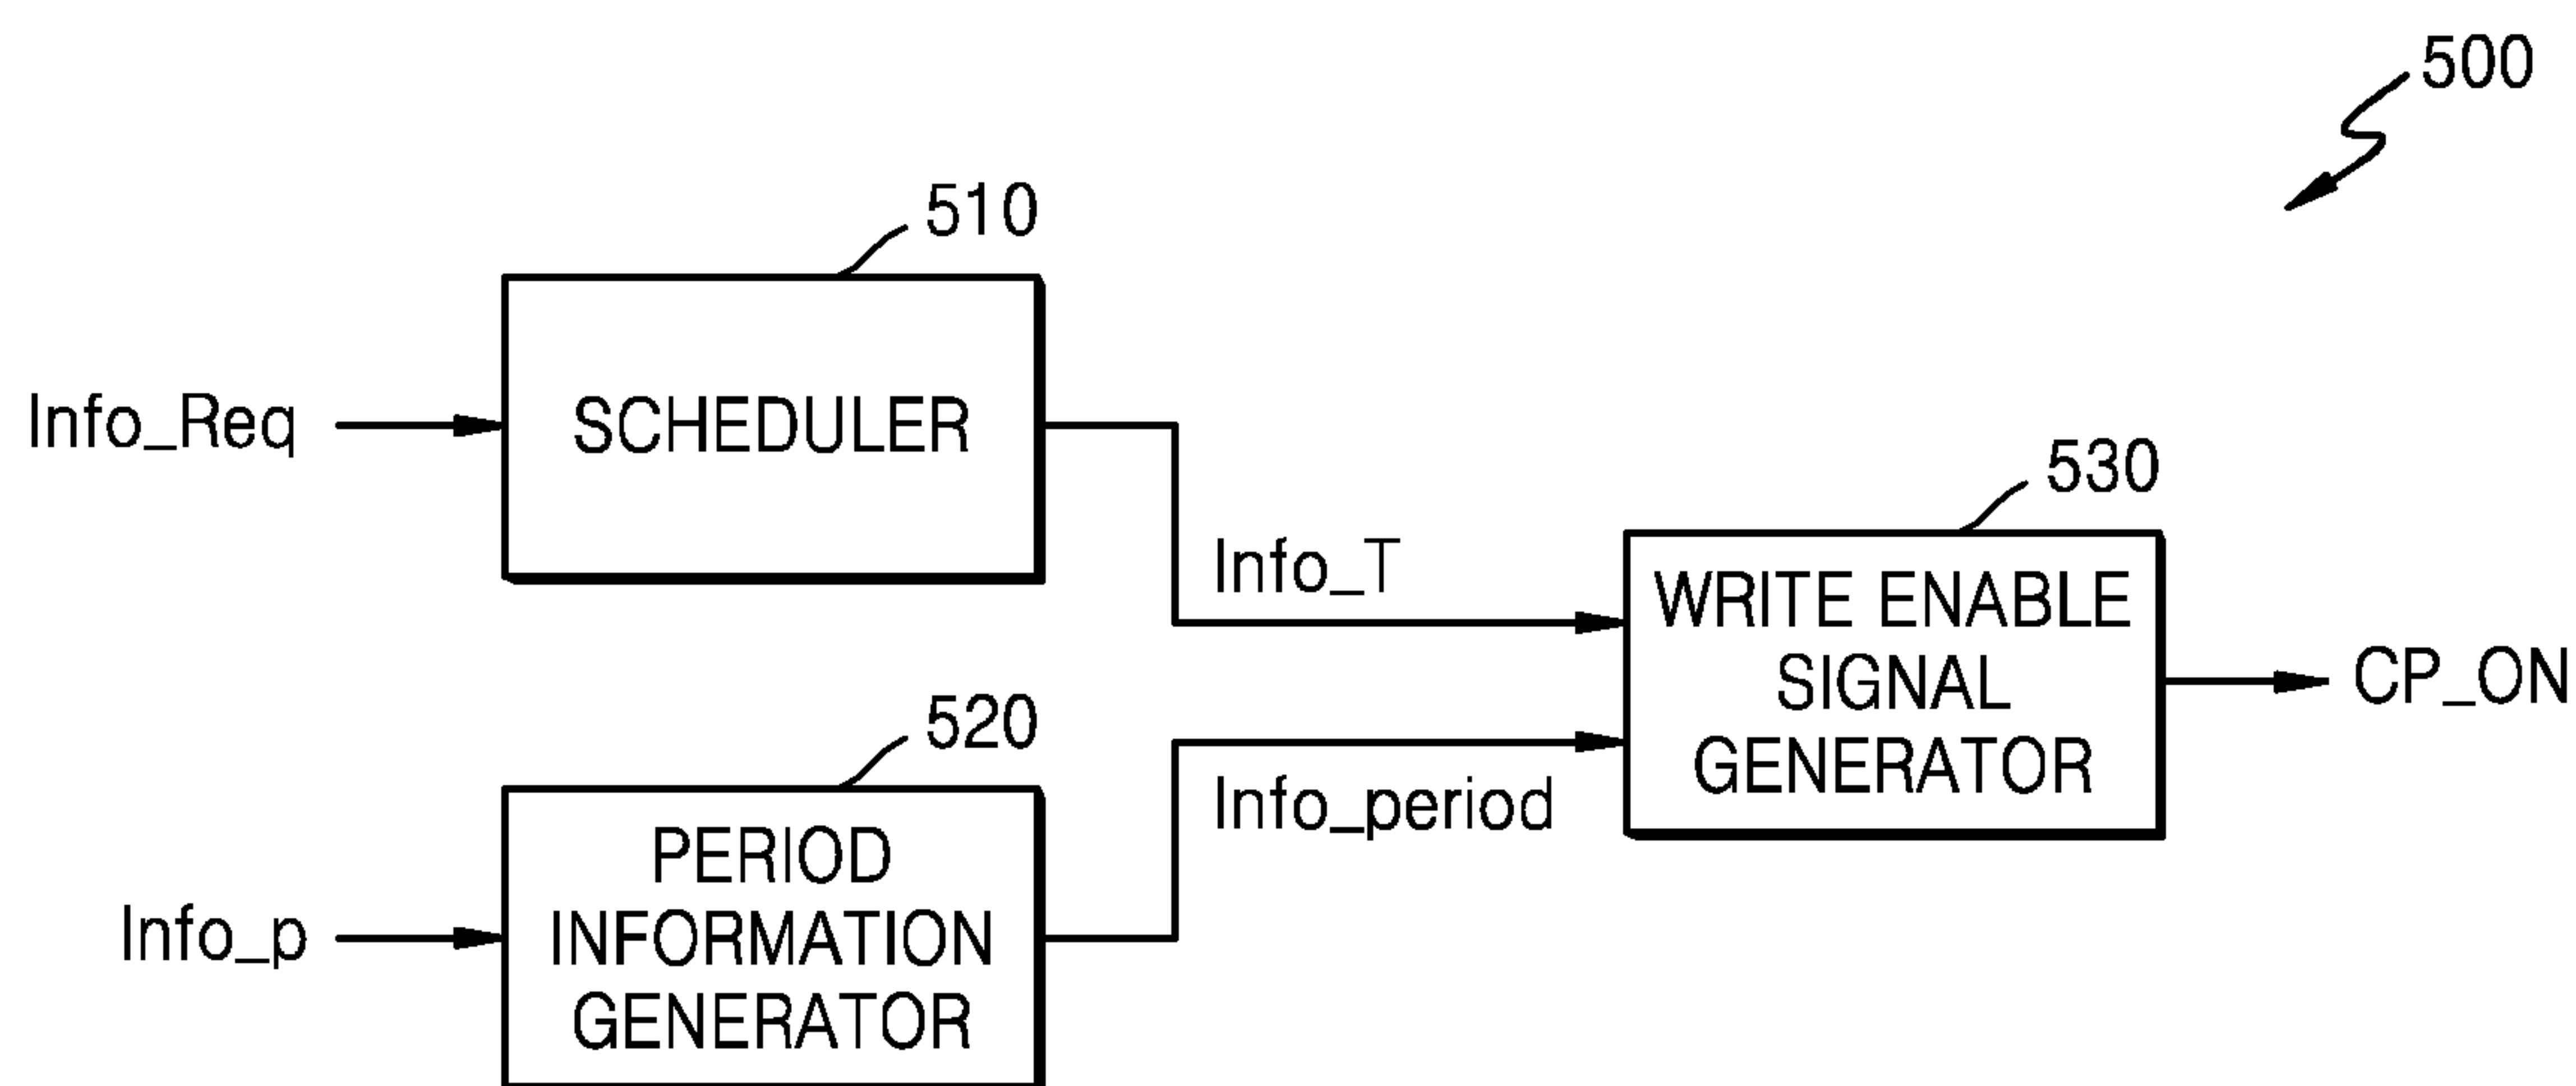 500
510
Info_Req
SCHEDULER
530
Info_T
WRITE ENABLE
SIGNAL
GENERATOR
CP_ON
520
Info_period
PERIOD
INFORMATION
GENERATOR
Info_p